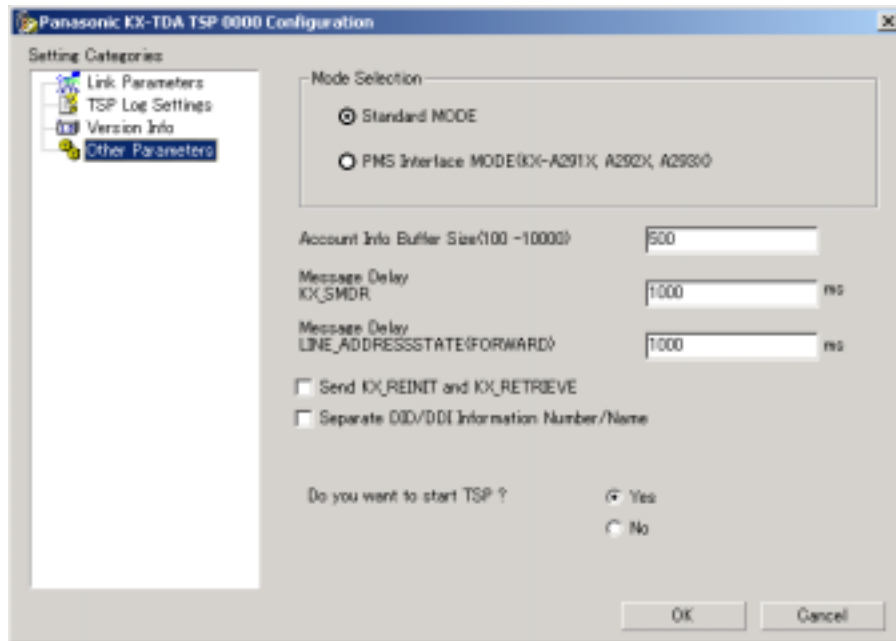 Panasonic KX-TDA TSP 0000 Configuration
Setting Categories
Link Parameters
TSP Log Settings
Version Info
Other Parameters
Mode Selection
Standard MODE
PMS Interface MODE(KX-A291X, A292X, A293X)
Account Info Buffer Size(100 -10000)
500
Message Delay
KX_SMDR
1000
ms
Message Delay
LINE_ADDRESSSTATE(FORWARD)
1000
ms
Send KX_REINIT and KX_RETRIEVE
Separate DID/DDI Information Number/Name
Do you want to start TSP ?
Yes
No
OK
Cancel